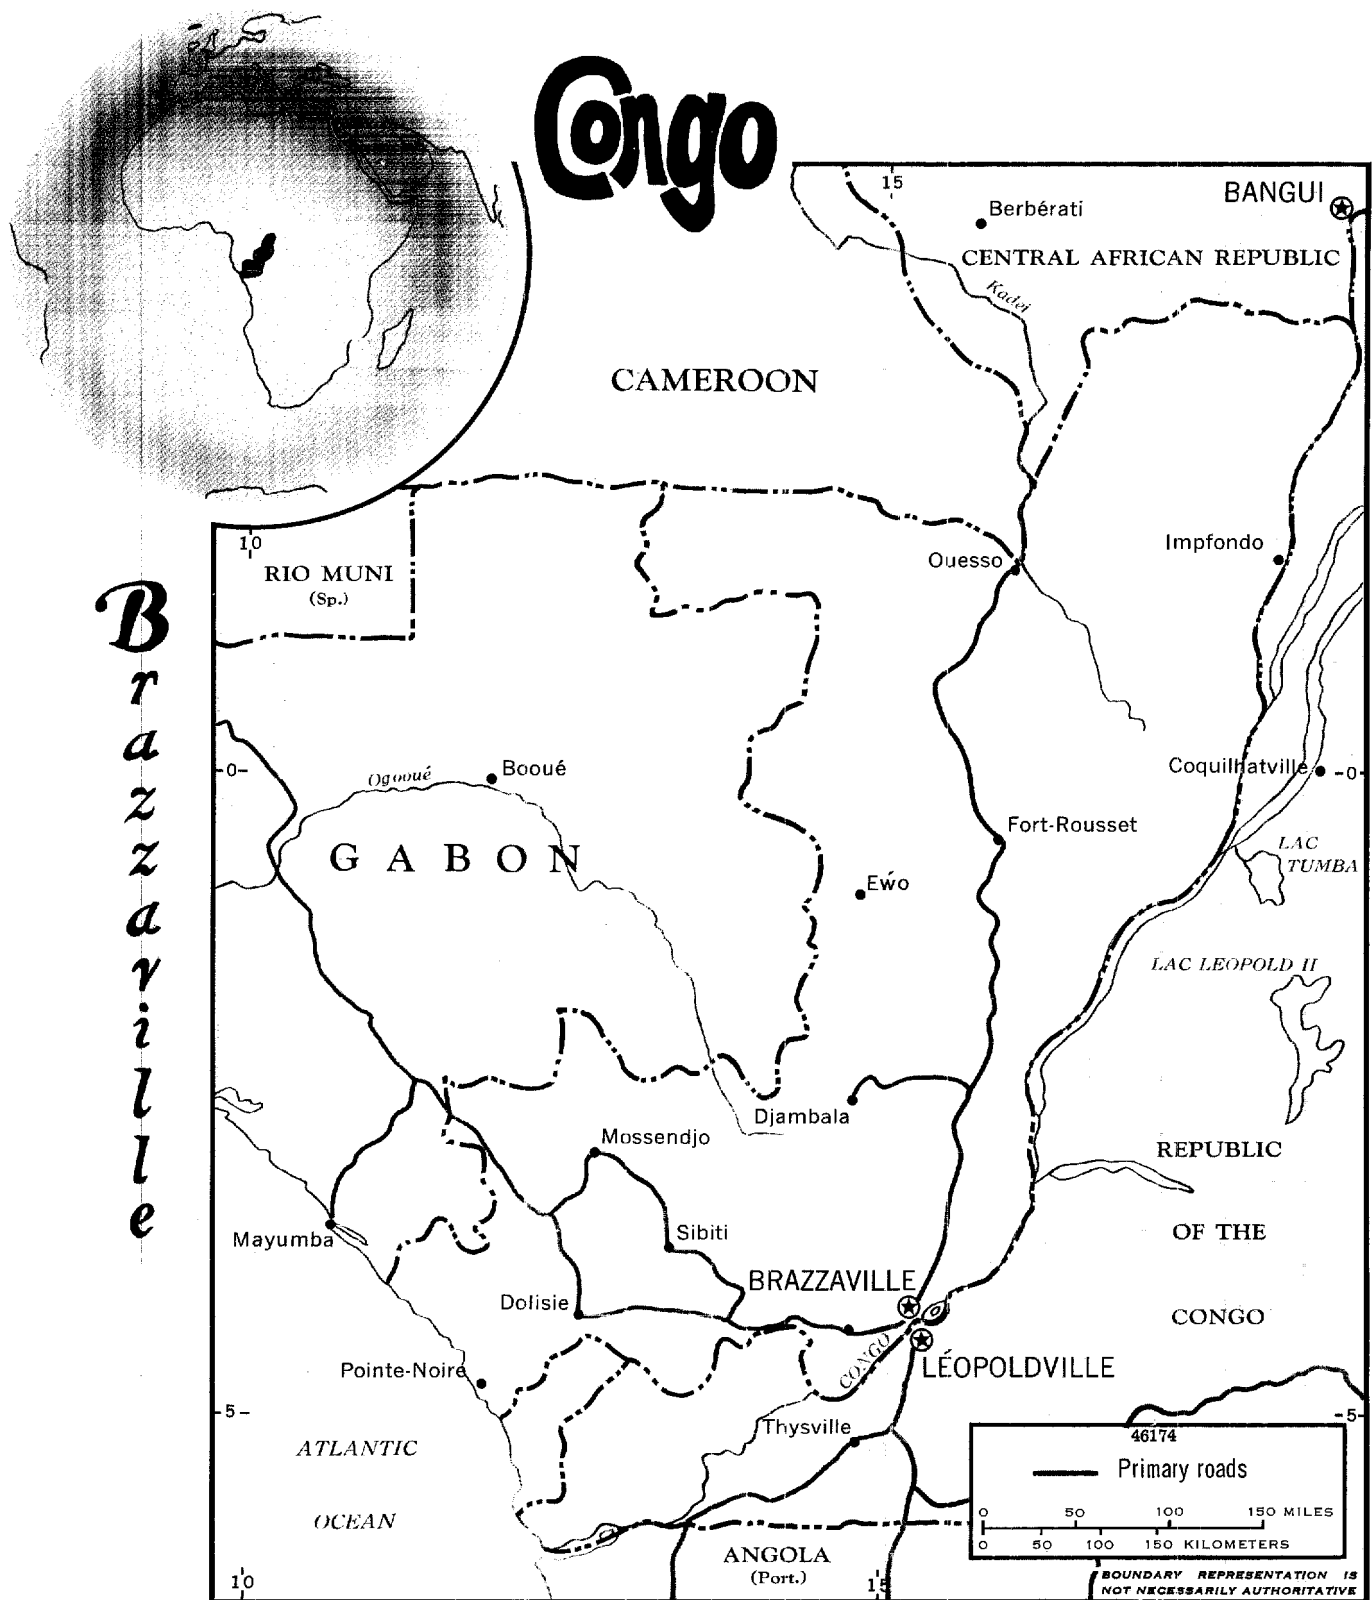 Congo
Brazzaville
15
BANGUI
Berbérati
CENTRAL AFRICAN REPUBLIC
Kadei
CAMEROON
10
RIO MUNI
(Sp.)
Ouesso
Impfondo
0
Ogooué
Booué
Coquilhatville
0
Fort-Rousset
GABON
LAC
TUMBA
Ewo
LAC LEOPOLD II
Djambala
Mossendjo
REPUBLIC
OF THE
CONGO
Mayumba
Sibiti
BRAZZAVILLE
Dolisie
CONGO
LÉOPOLDVILLE
Pointe-Noire
5
5
Thysville
ATLANTIC
OCEAN
46174
Primary roads
0 50 100 150 MILES
0 50 100 150 KILOMETERS
ANGOLA
(Port.)
10
15
BOUNDARY REPRESENTATION IS
NOT NECESSARILY AUTHORITATIVE